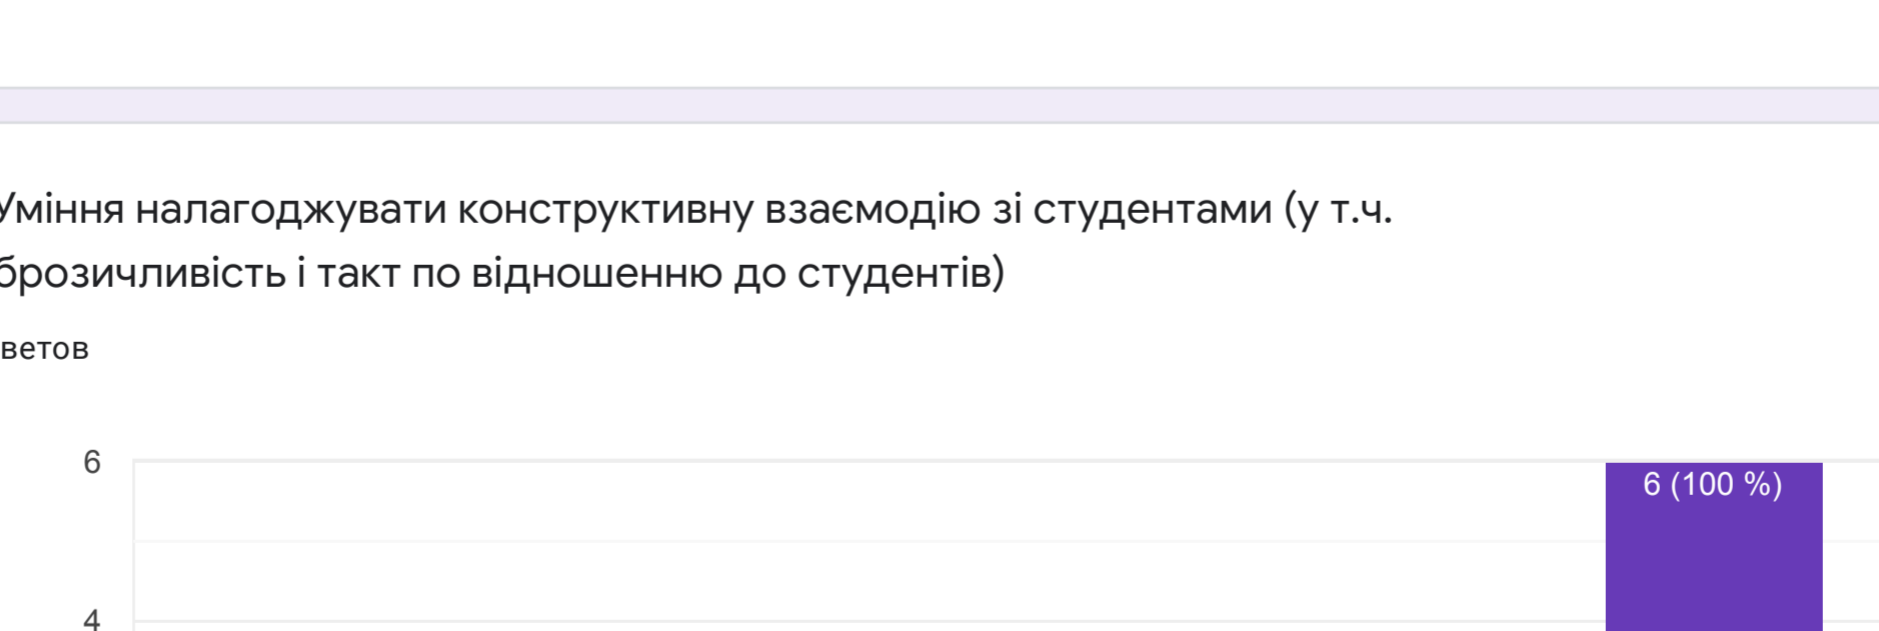 Уміння налагоджувати конструктивну взаємодію зі студентами (у т.ч.
брозичливість і такт по відношенню до студентів)
ветов
6
6 (100 %)
4